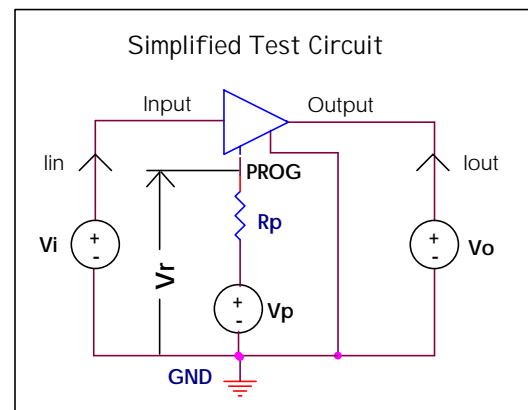 Simplified Test Circuit
Input
Output
Iin
PROG
Iout
Rp
+
Vi
-
Vr
+
Vo
-
+
Vp
-
GND